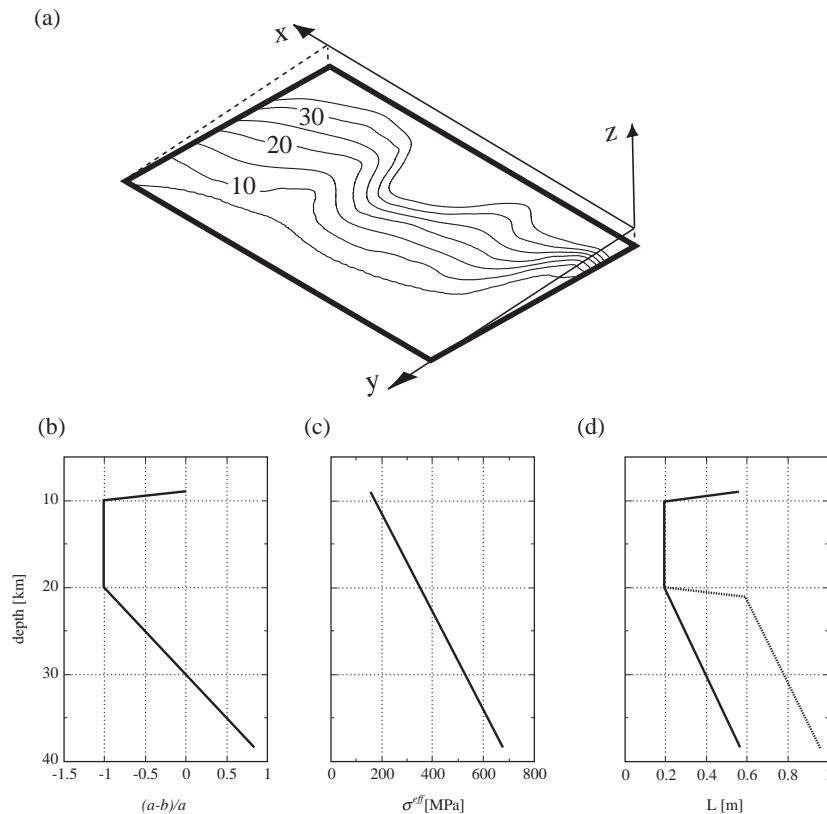 (a)
x
30
20
10
z
y
(b)
(c)
(d)
depth [km]
10
20
30
40
-1.5 -1 -0.5 0 0.5 1
0 200 400 600 800
0 0.2 0.4 0.6 0.8 1
(a-b)/a
σ^eff[MPa]
L [m]